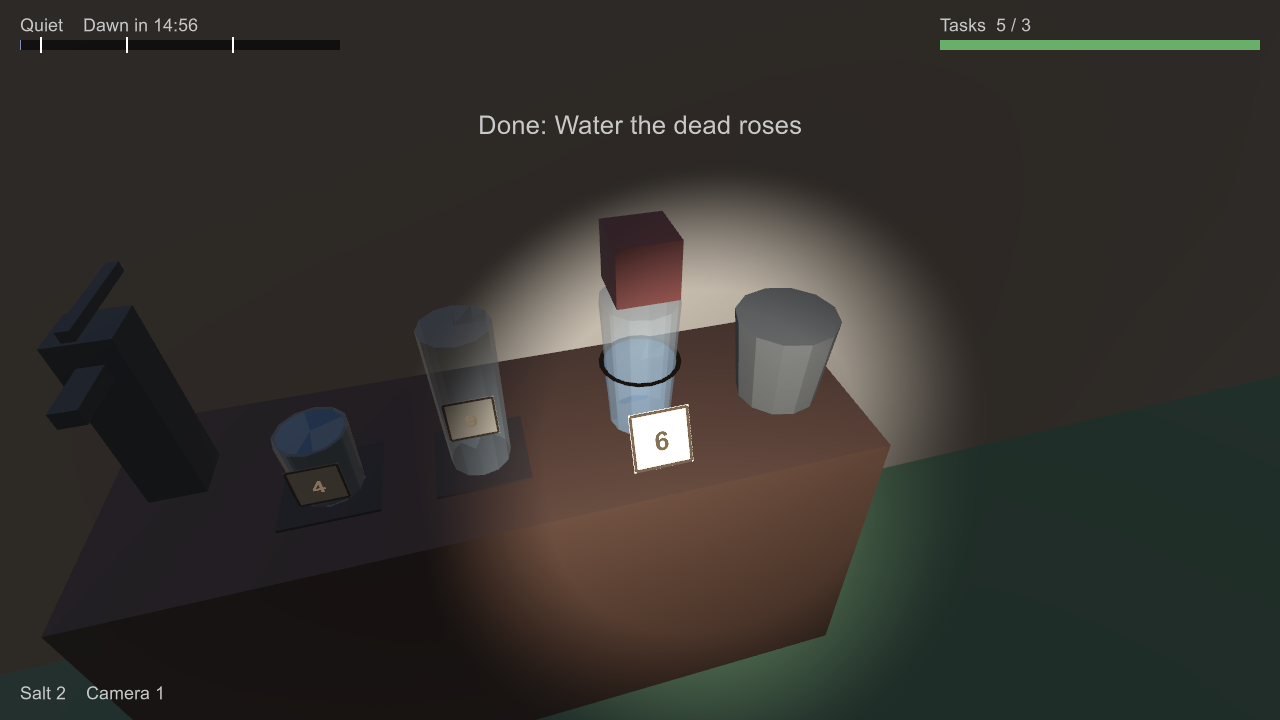 Quiet Dawn in 14:56
Tasks 5 / 3
Done: Water the dead roses
6
4
Salt 2 Camera 1